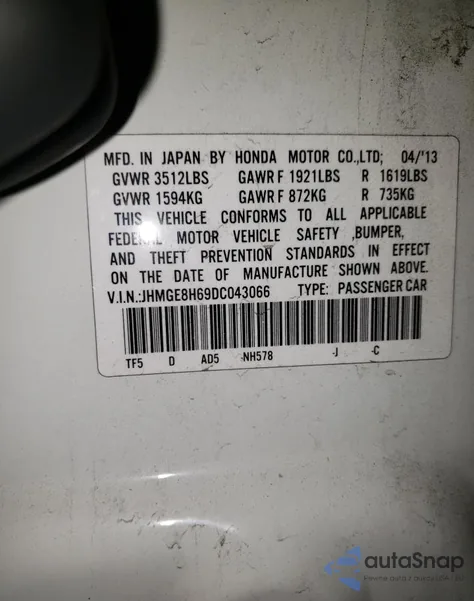 MFD. IN JAPAN BY HONDA MOTOR CO.,LTD; 04/'13
GVWR 3512LBS GAWR F 1921LBS R 1619LBS
GVWR 1594KG GAWR F 872KG R 735KG
THIS VEHICLE CONFORMS TO ALL APPLICABLE
FEDERAL MOTOR VEHICLE SAFETY ,BUMPER,
AND THEFT PREVENTION STANDARDS IN EFFECT
ON THE DATE OF MANUFACTURE SHOWN ABOVE.
V.I.N.:JHMGE8H69DC043066 TYPE: PASSENGER CAR
TF5 D AD5 -NH578 -J -C
autaSnap